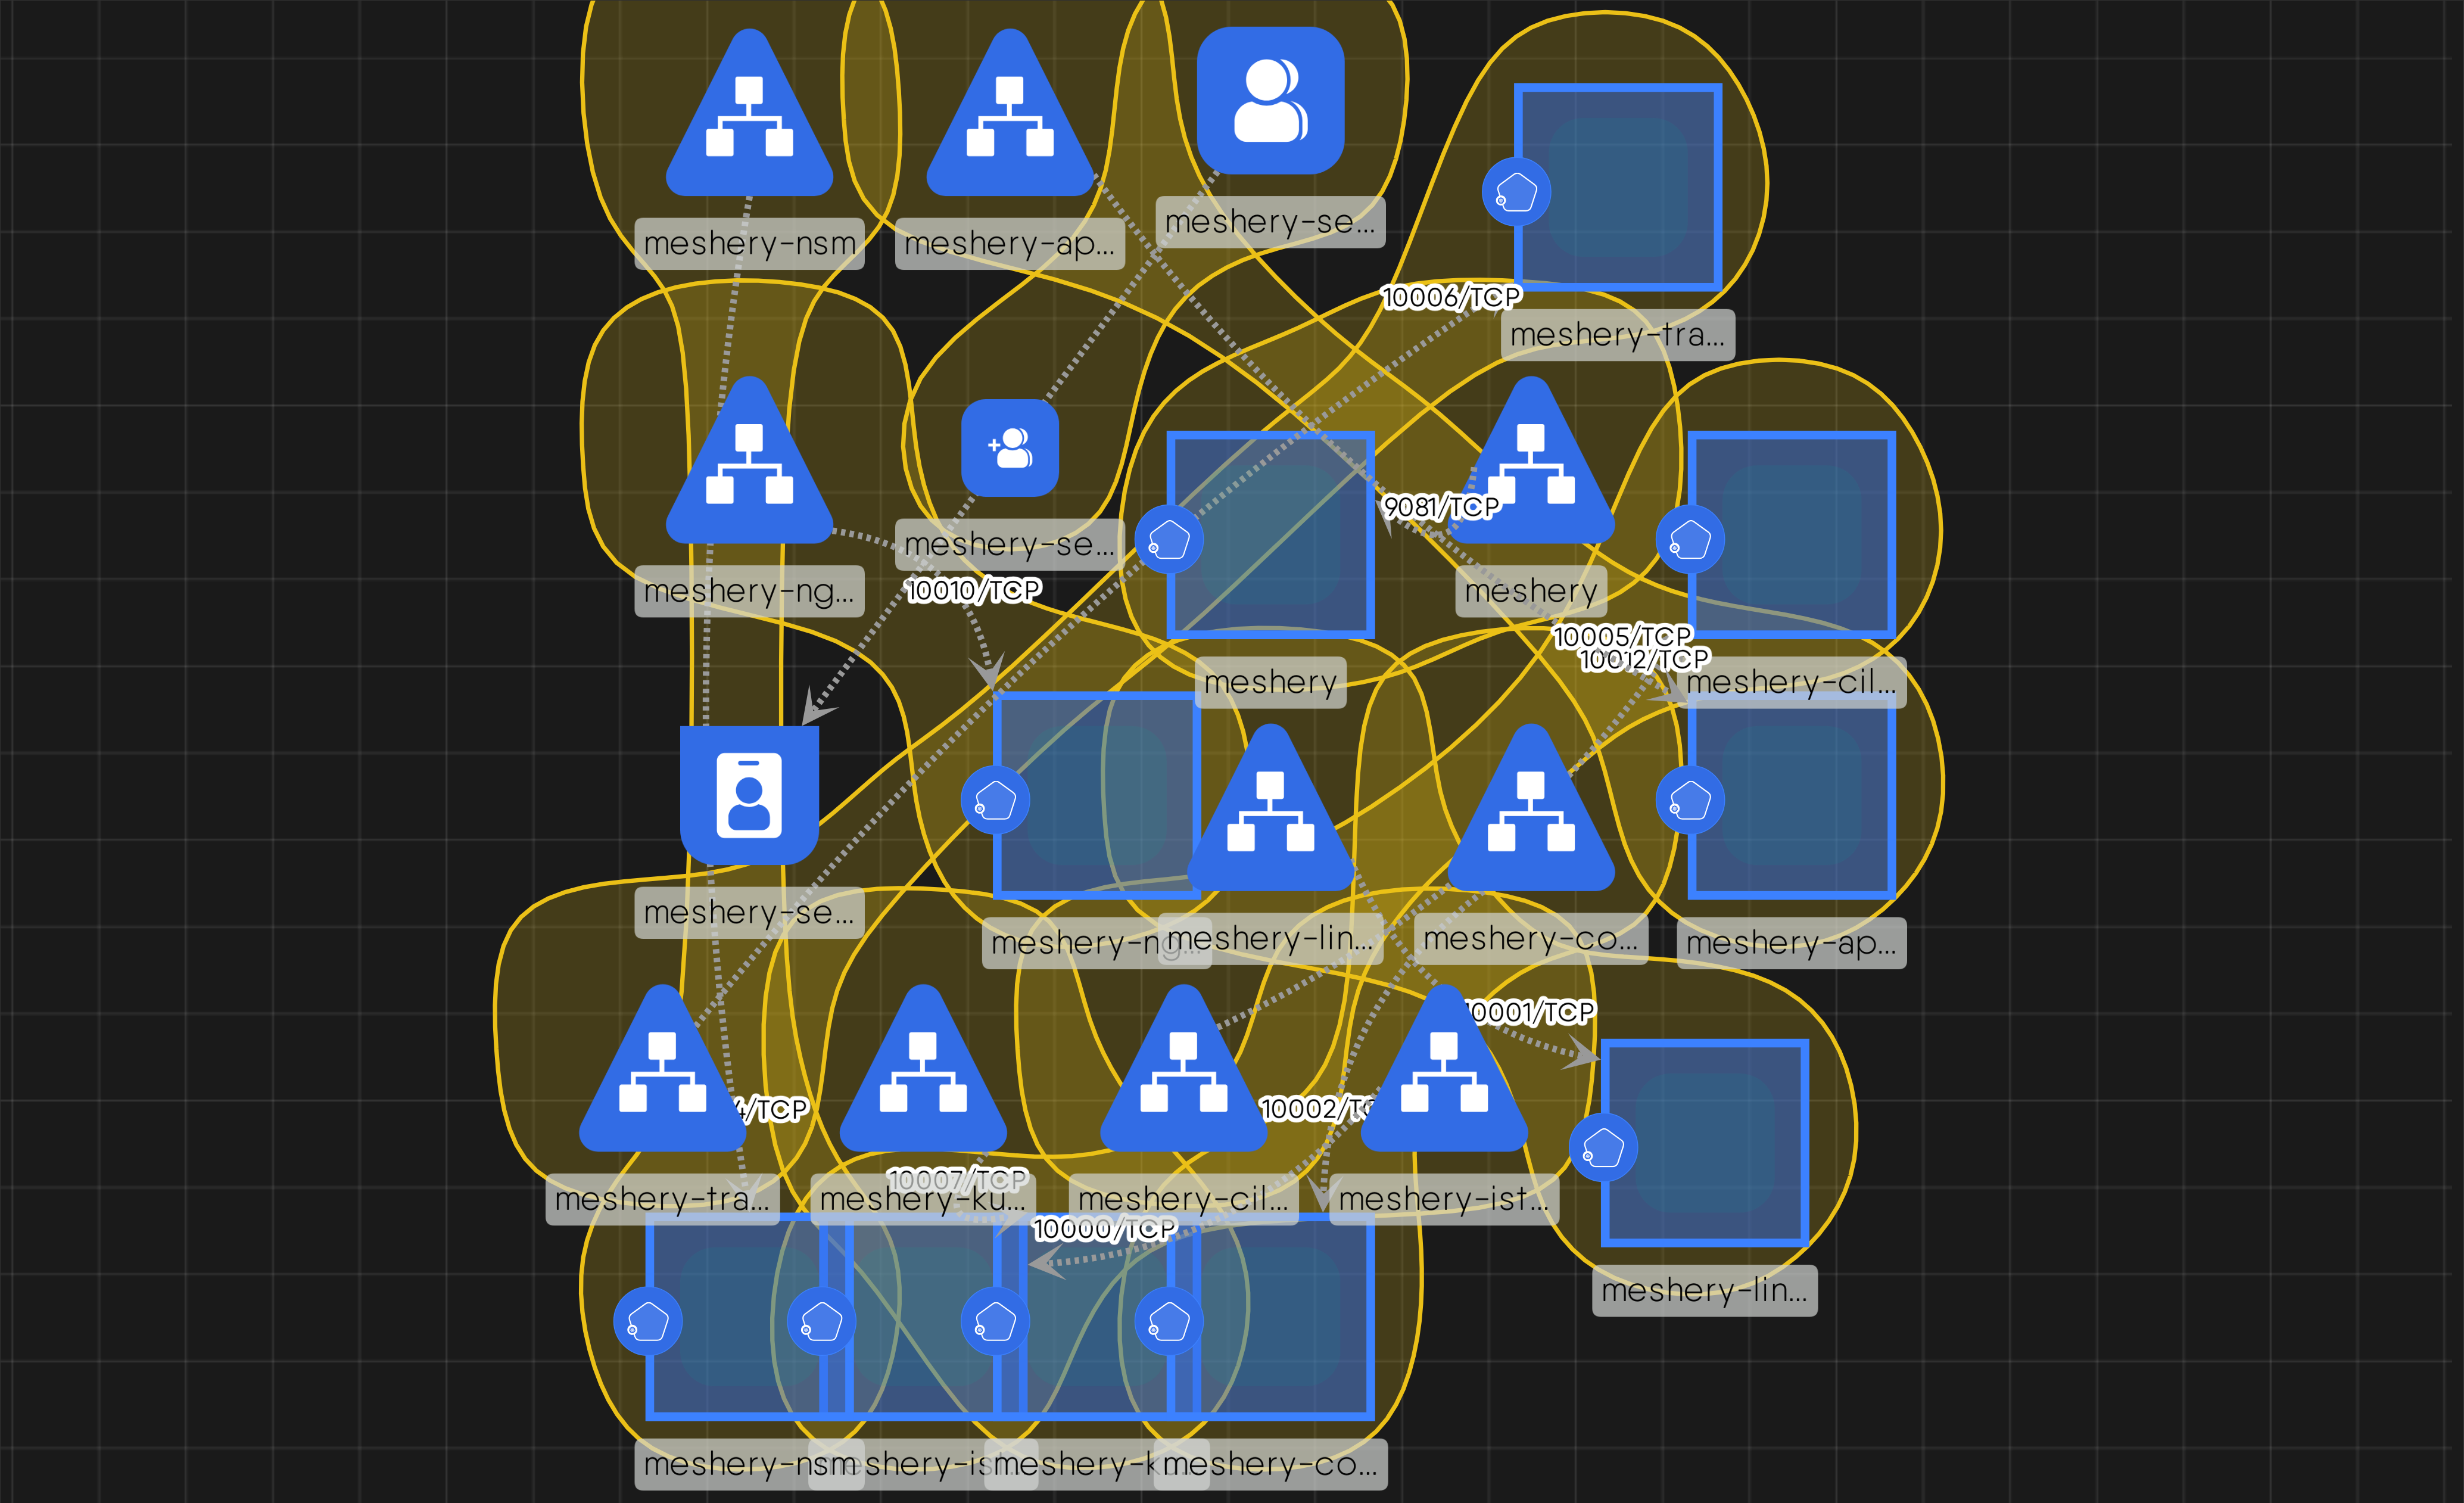 meshery-nsm
meshery-ap...
meshery-se...
10006/TCP
meshery-tra...
9081/TCP
meshery-ng...
meshery-se...
10010/TCP
meshery
10005/TCP
10012/TCP
meshery
meshery-cil...
meshery-se...
meshery-ng...
meshery-lin...
meshery-co...
meshery-ap...
10001/TCP
4/TCP
10002/TC
10007/TCP
meshery-tra...
meshery-ku...
meshery-cil...
meshery-ist...
10000/TCP
meshery-lin...
meshery-nsm
meshery-is
meshery-k
meshery-co...